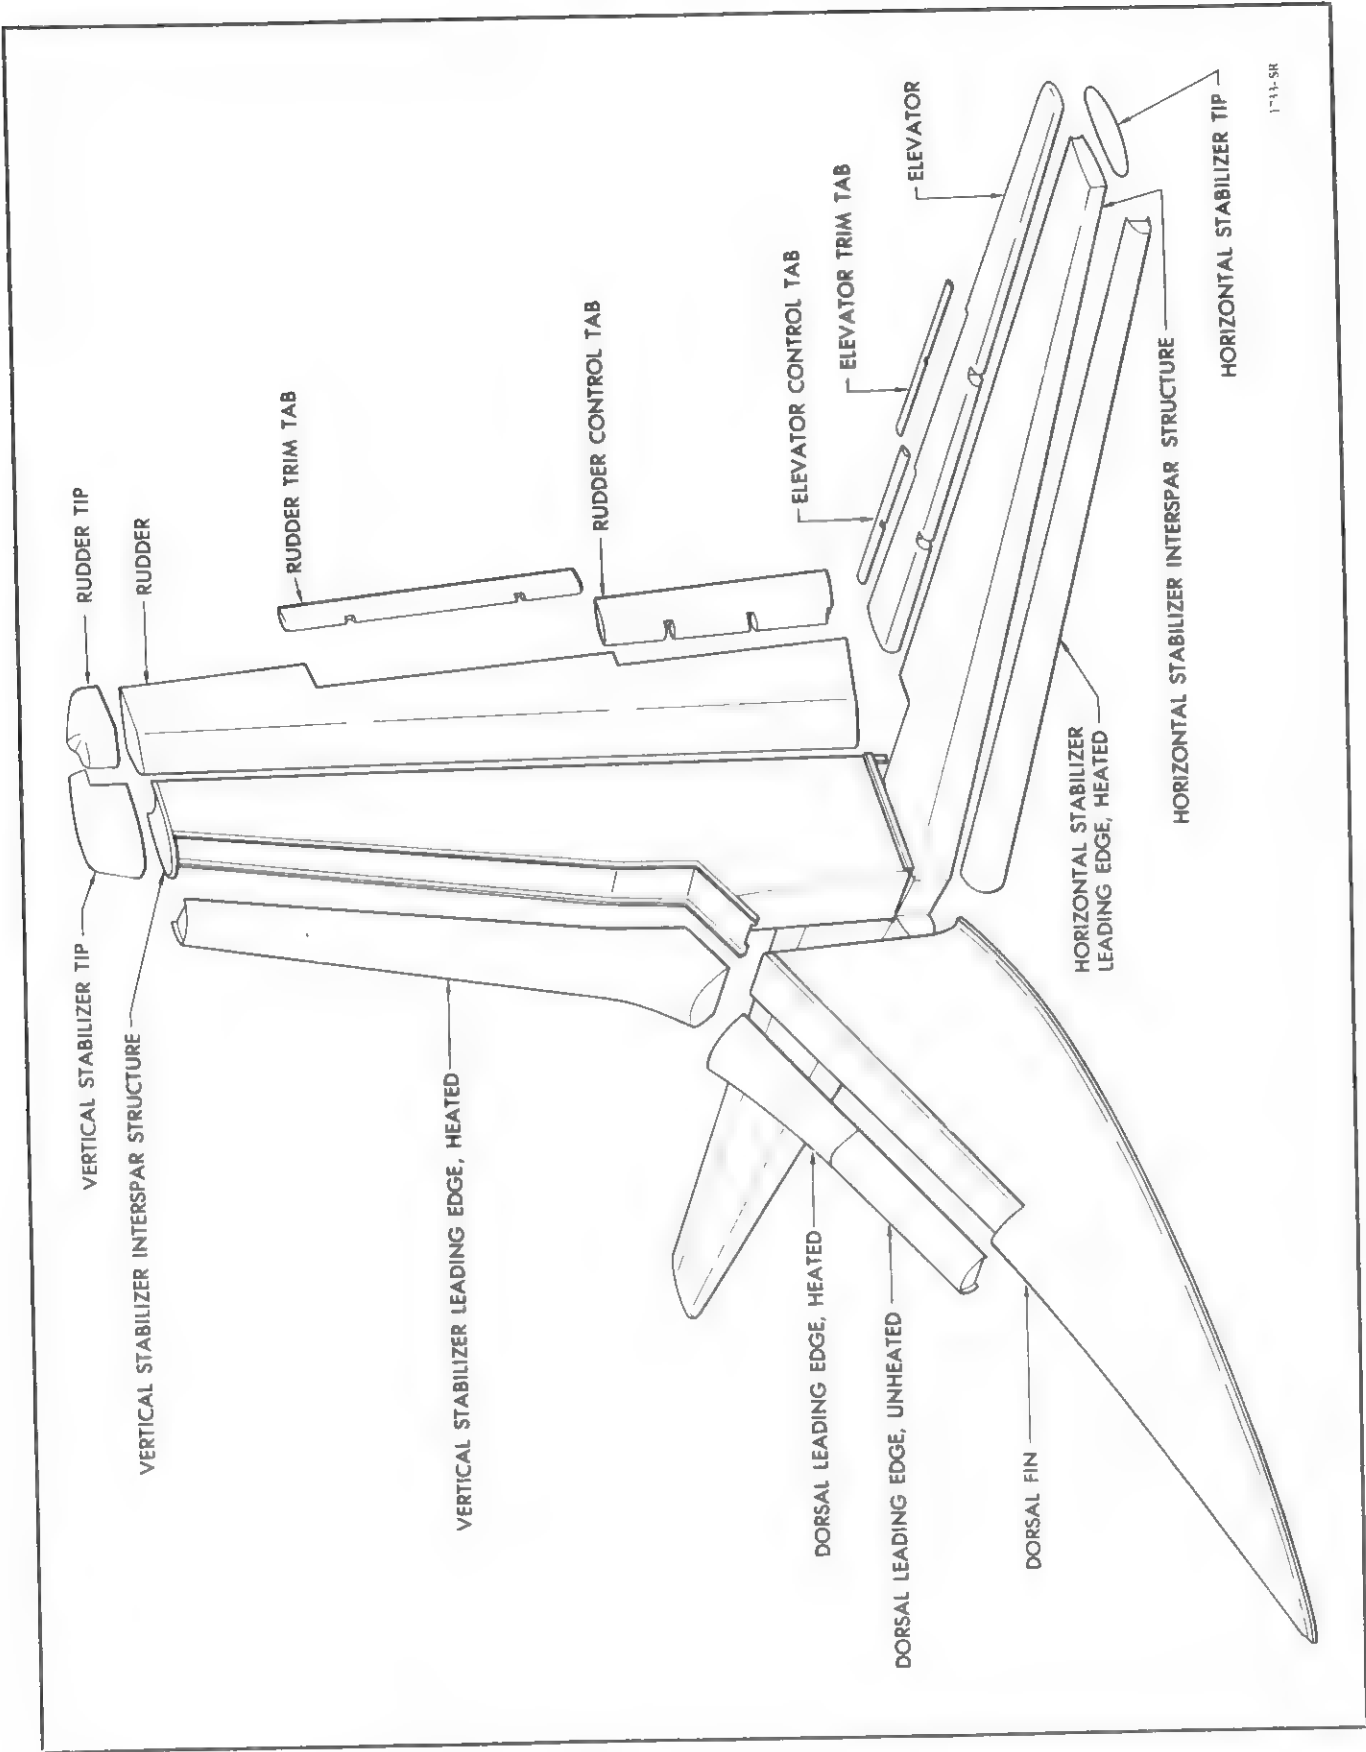 VERTICAL STABILIZER TIP
RUDDER TIP
VERTICAL STABILIZER INTERSPAR STRUCTURE
RUDDER
RUDDER TRIM TAB
VERTICAL STABILIZER LEADING EDGE, HEATED
RUDDER CONTROL TAB
ELEVATOR CONTROL TAB
ELEVATOR TRIM TAB
ELEVATOR
DORSAL LEADING EDGE, HEATED
DORSAL LEADING EDGE, UNHEATED
DORSAL FIN
HORIZONTAL STABILIZER
LEADING EDGE, HEATED
HORIZONTAL STABILIZER INTERSPAR STRUCTURE
HORIZONTAL STABILIZER TIP
1733-SR